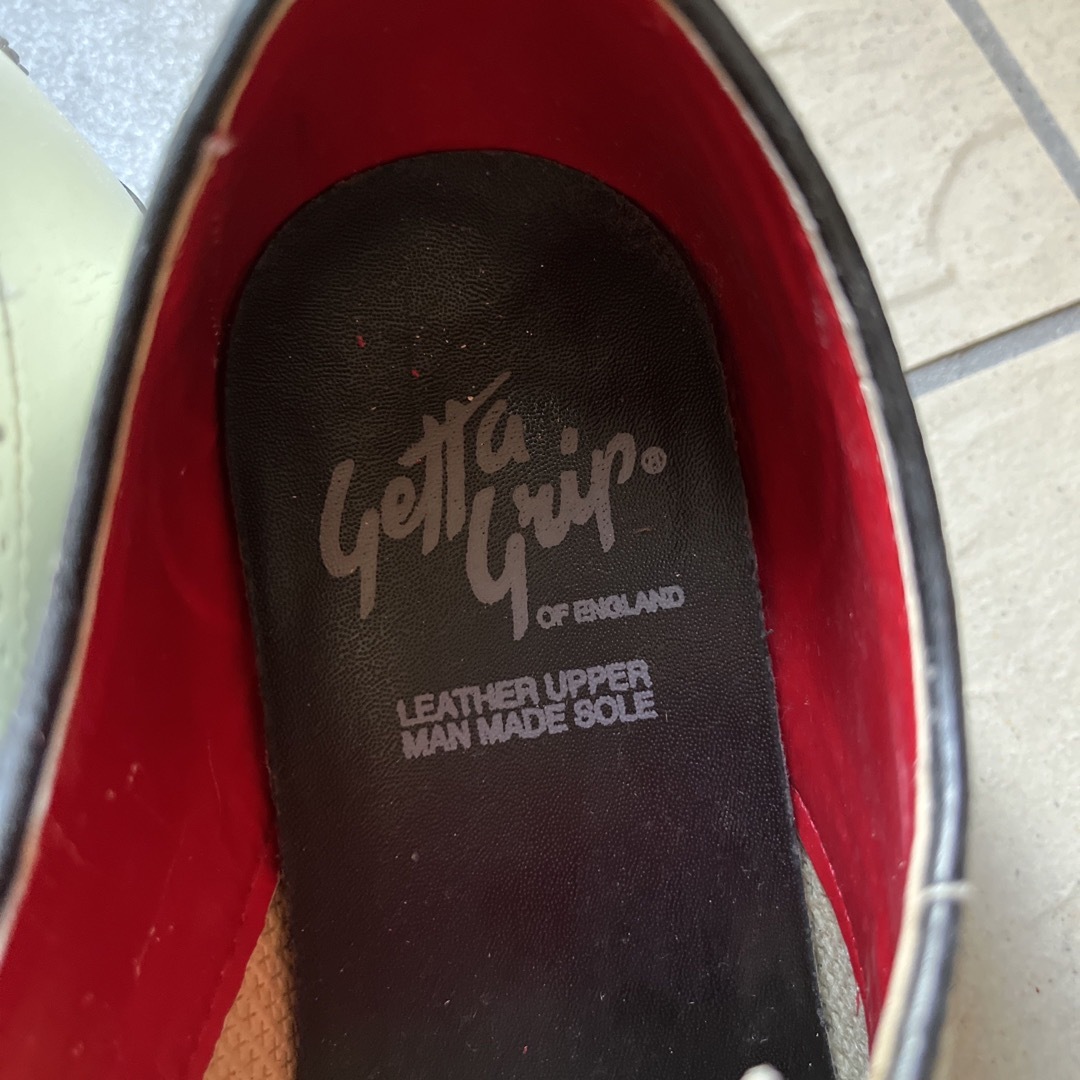 Getta
Grip®
OF ENGLAND
LEATHER UPPER
MAN MADE SOLE